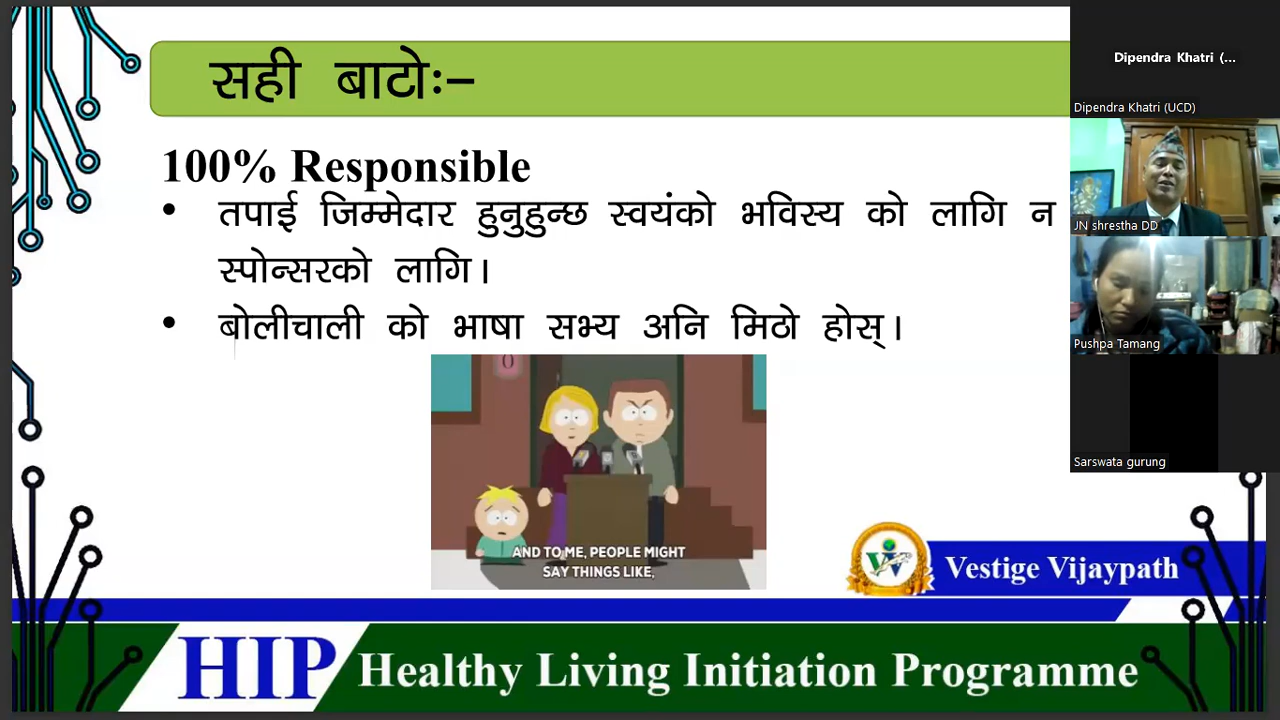 सही बाटोः–
100% Responsible
• तपाई जिम्मेदार हुनुहुन्छ स्वयंको भविस्य को लागि न
स्पोन्सरको लागि।
• बोलीचाली को भाषा सभ्य अनि मिठो होस्।
AND TO ME, PEOPLE MIGHT
SAY THINGS LIKE,
Vestige Vijaypath
HIP Healthy Living Initiation Programme
Dipendra Khatri (...
Dipendra Khatri (UCD)
JN shrestha DD
Pushpa Tamang
Sarswata gurung